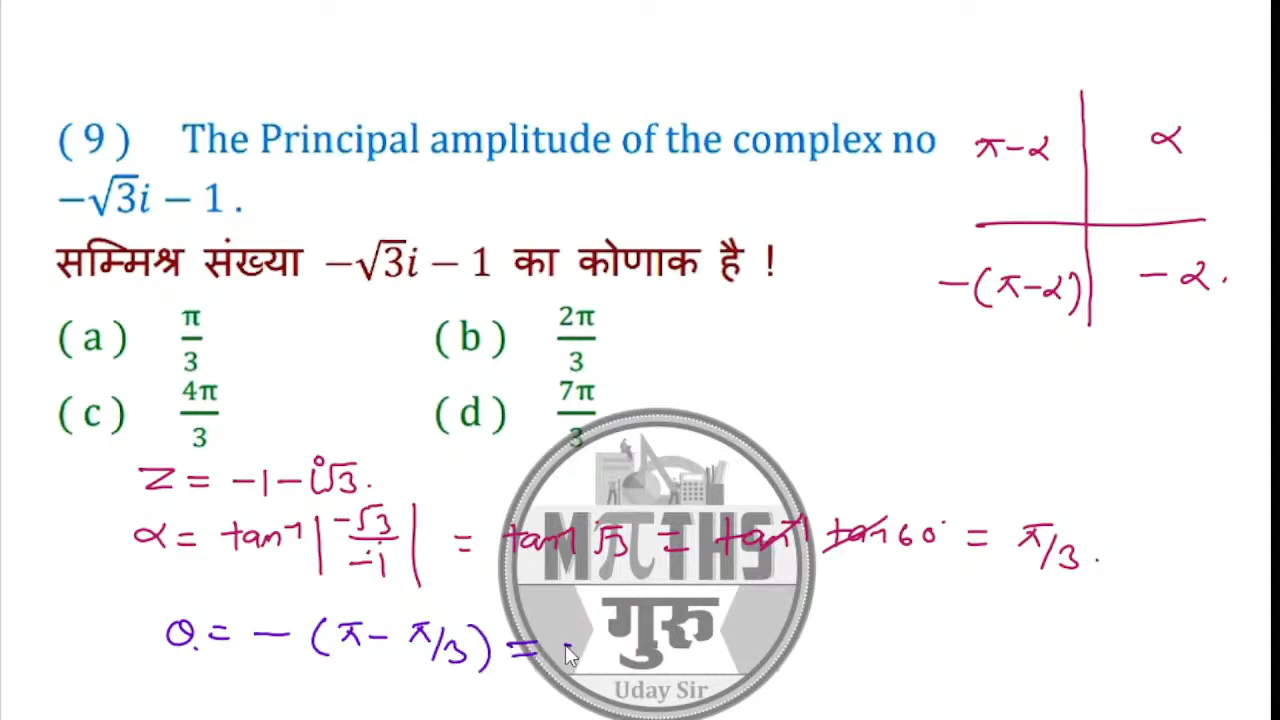 ( 9 ) The Principal amplitude of the complex no
−√3i − 1 .
सम्मिश्र संख्या −√3i − 1 का कोणाक है !
( a ) π/3 ( b ) 2π/3
( c ) 4π/3 ( d ) 7π/3
π-α α
-(π-α) -α.
Z = -1-i√3.
α = tan⁻¹ |-√3/-1| = tan⁻¹ √3 = tan⁻¹ tan 60° = π/3.
θ = - (π - π/3) =
MATHS
गुरु
Uday Sir